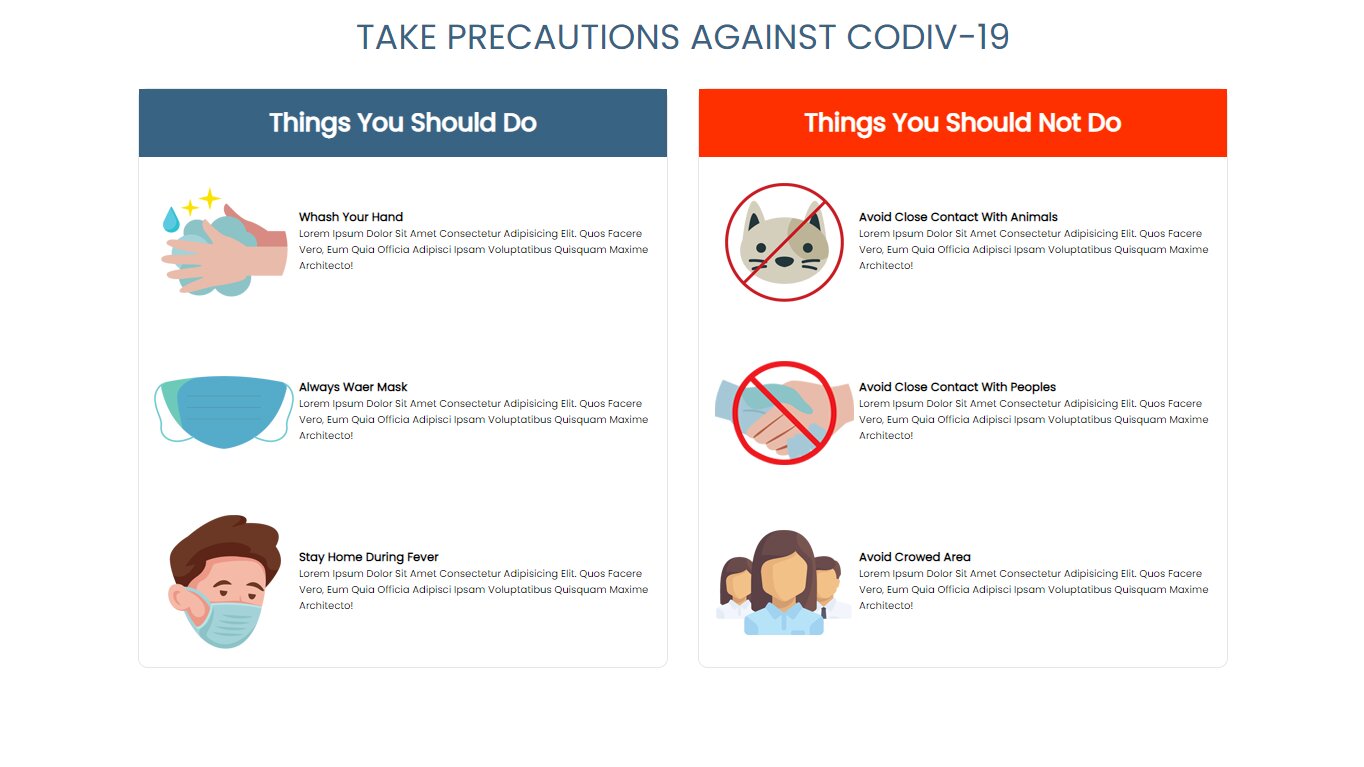 TAKE PRECAUTIONS AGAINST CODIV-19
Things You Should Do
Whash Your Hand
Lorem Ipsum Dolor Sit Amet Consectetur Adipisicing Elit. Quos Facere
Vero, Eum Quia Officia Adipisci Ipsam Voluptatibus Quisquam Maxime
Architecto!
Always Waer Mask
Lorem Ipsum Dolor Sit Amet Consectetur Adipisicing Elit. Quos Facere
Vero, Eum Quia Officia Adipisci Ipsam Voluptatibus Quisquam Maxime
Architecto!
Stay Home During Fever
Lorem Ipsum Dolor Sit Amet Consectetur Adipisicing Elit. Quos Facere
Vero, Eum Quia Officia Adipisci Ipsam Voluptatibus Quisquam Maxime
Architecto!
Things You Should Not Do
Avoid Close Contact With Animals
Lorem Ipsum Dolor Sit Amet Consectetur Adipisicing Elit. Quos Facere
Vero, Eum Quia Officia Adipisci Ipsam Voluptatibus Quisquam Maxime
Architecto!
Avoid Close Contact With Peoples
Lorem Ipsum Dolor Sit Amet Consectetur Adipisicing Elit. Quos Facere
Vero, Eum Quia Officia Adipisci Ipsam Voluptatibus Quisquam Maxime
Architecto!
Avoid Crowed Area
Lorem Ipsum Dolor Sit Amet Consectetur Adipisicing Elit. Quos Facere
Vero, Eum Quia Officia Adipisci Ipsam Voluptatibus Quisquam Maxime
Architecto!